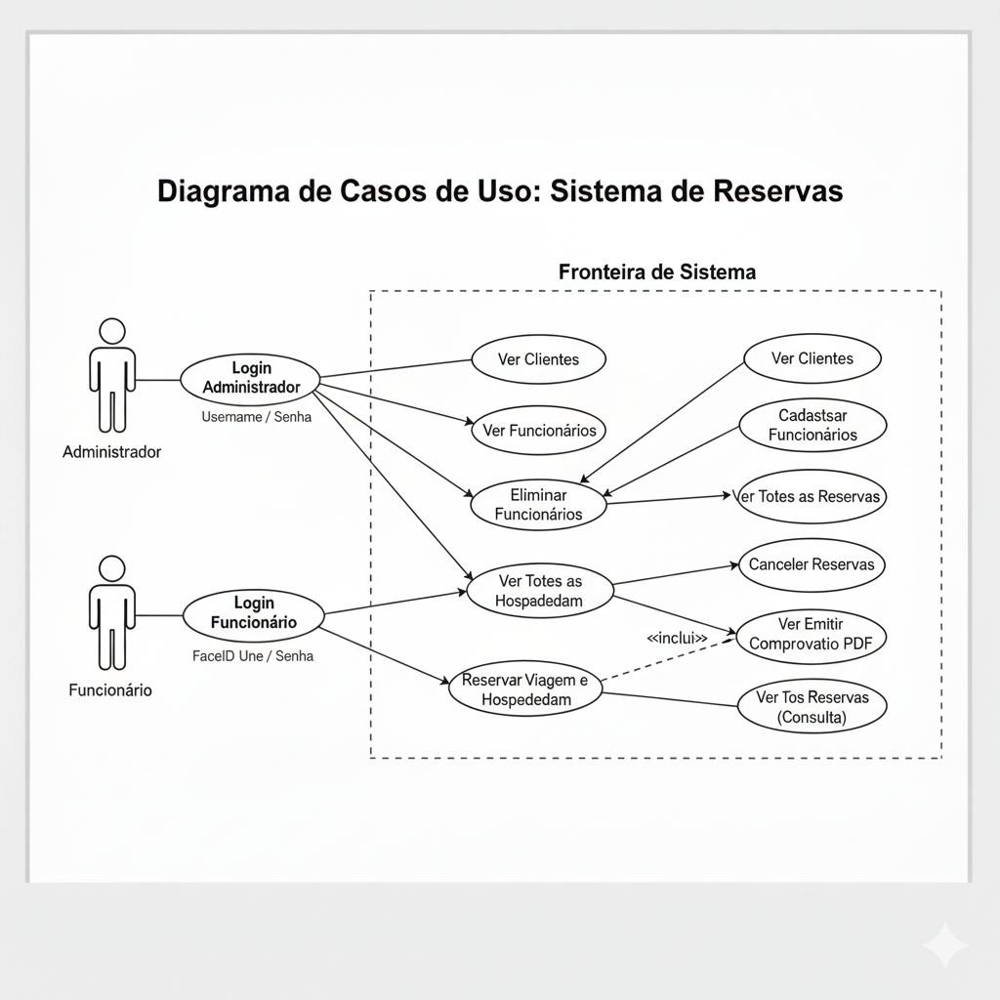 Diagrama de Casos de Uso: Sistema de Reservas
Fronteira de Sistema
Login
Administrador
Username / Senha
Administrador
Login
Funcionário
FaceID Une / Senha
Funcionário
Ver Clientes
Ver Funcionários
Eliminar
Funcionários
Ver Totes as
Hospadedam
Reservar Viagem e
Hospededam
Ver Clientes
Cadastsar
Funcionários
Ver Totes as Reservas
Canceler Reservas
«inclui»
Ver Emitir
Comprovatio PDF
Ver Tos Reservas
(Consulta)